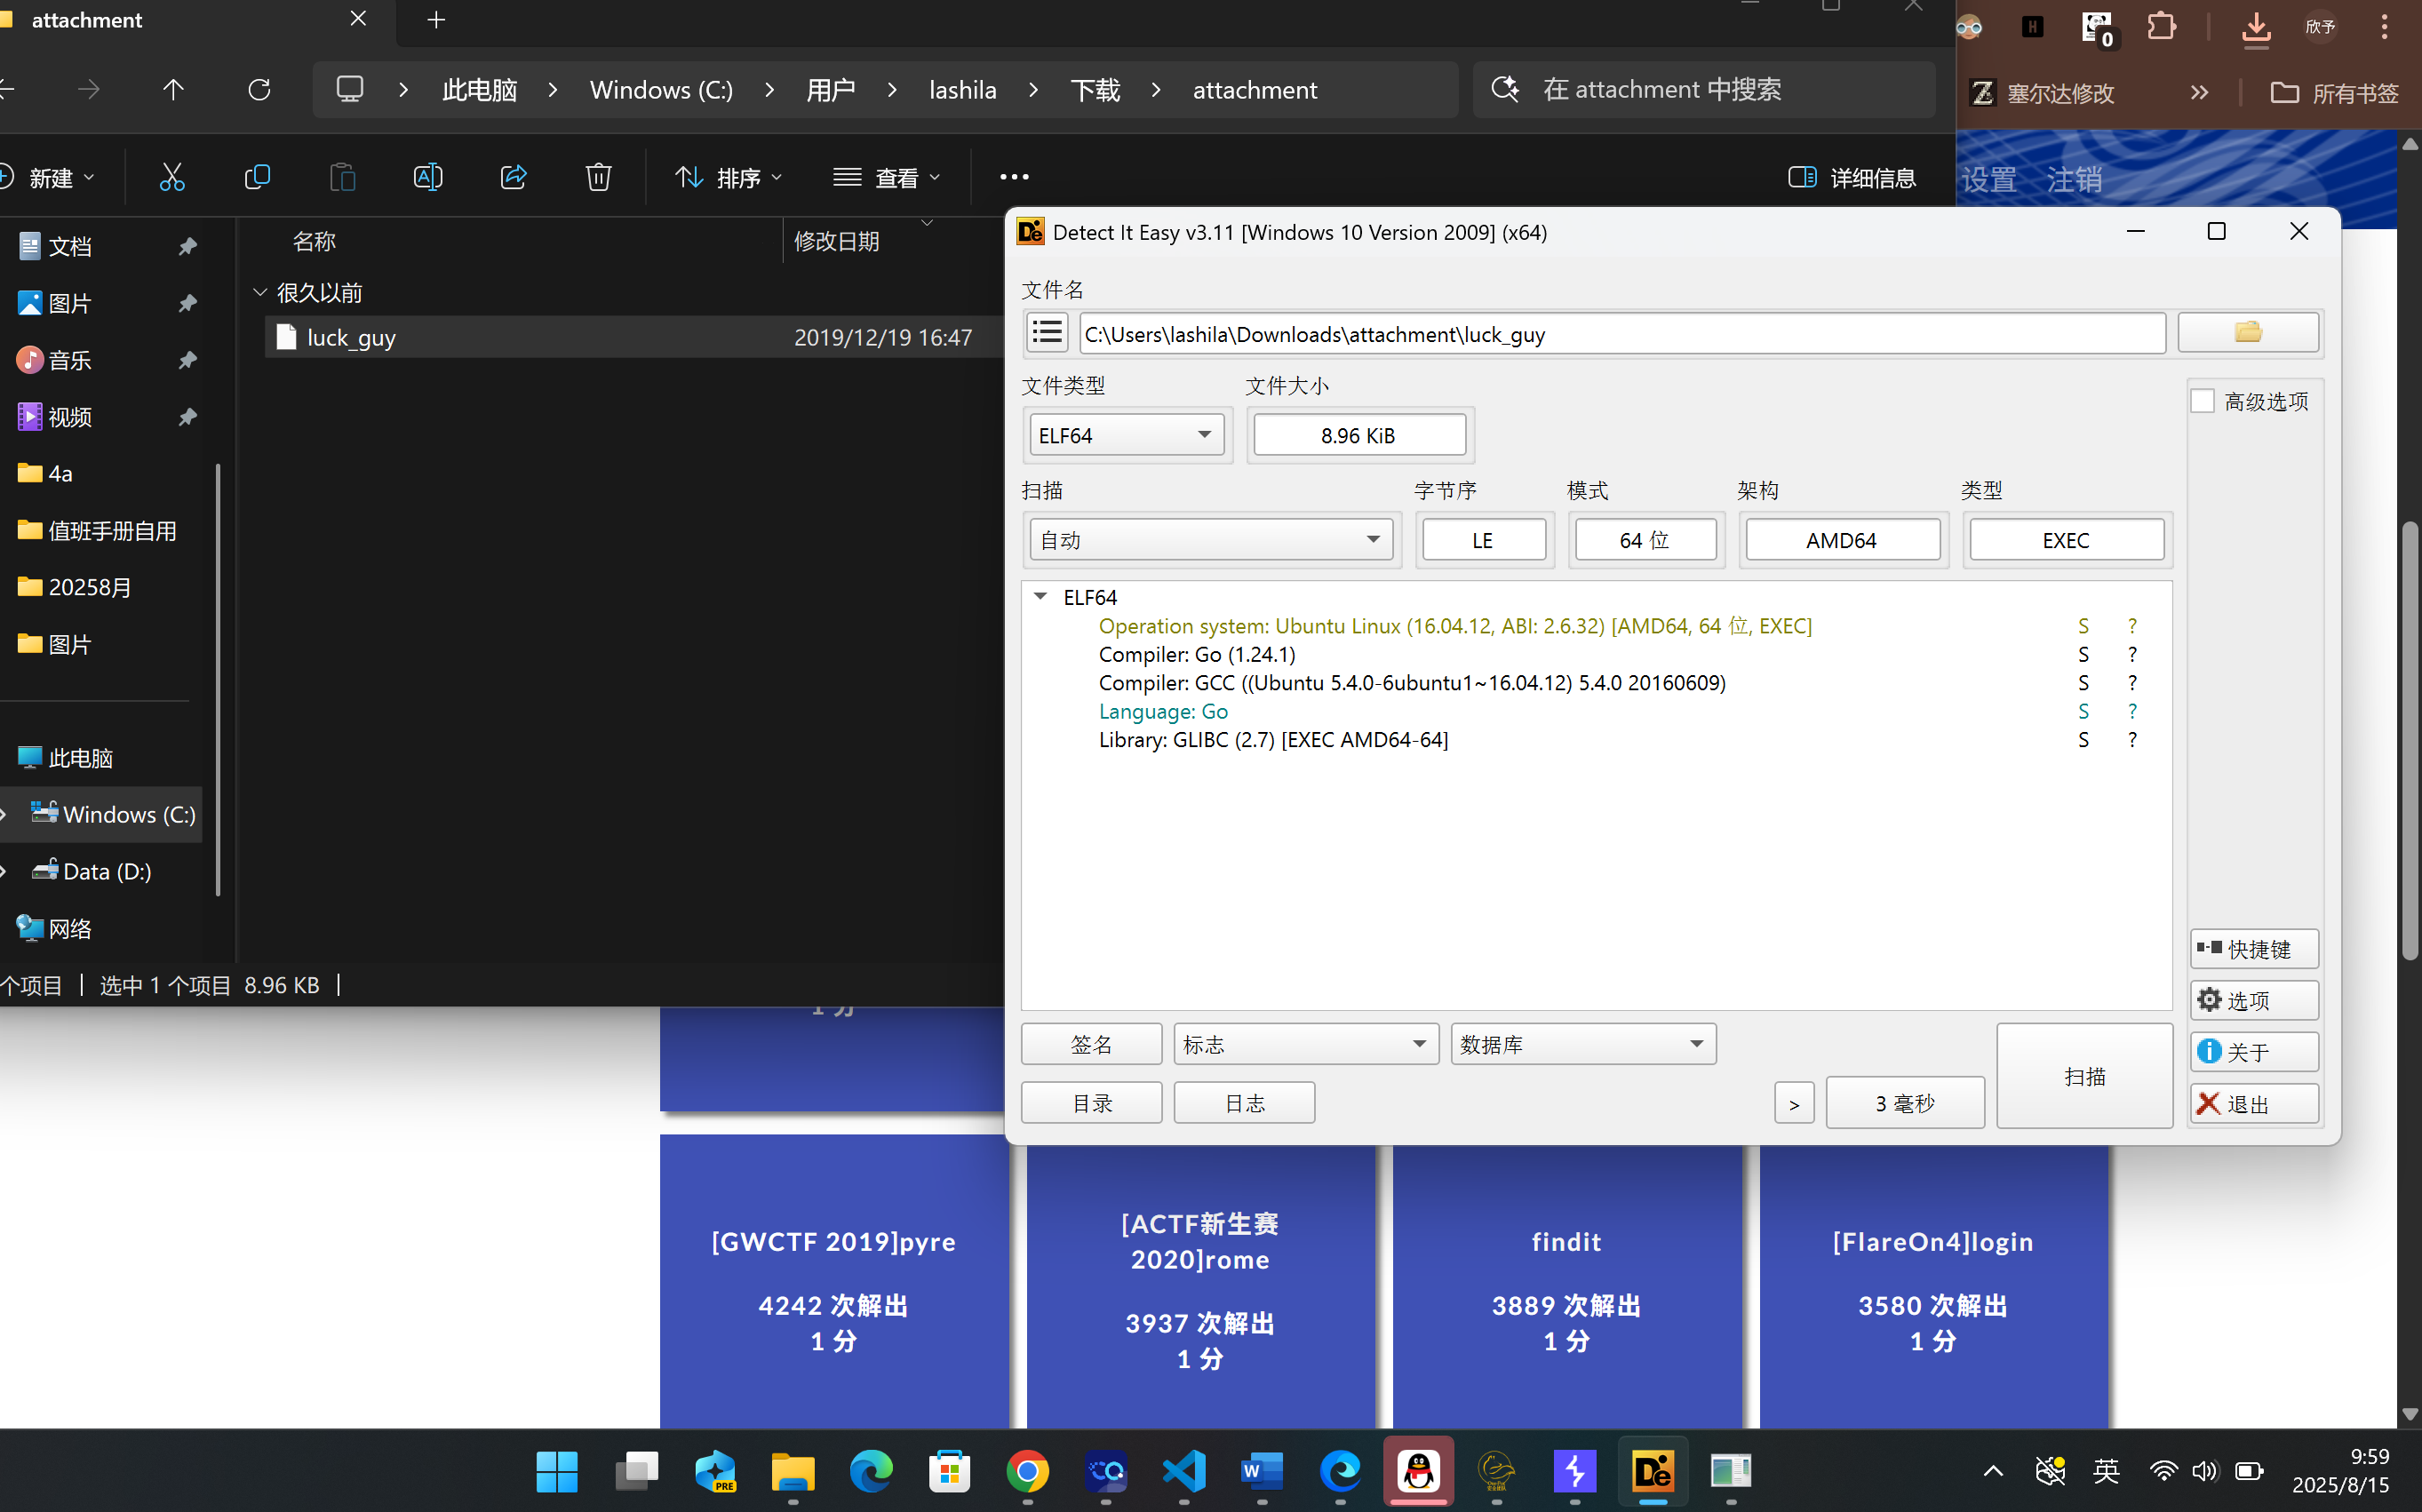 attachment
此电脑
Windows (C:)
用户
lashila
下载
attachment
在 attachment 中搜索
新建
排序
查看
详细信息
文档
图片
音乐
视频
4a
值班手册自用
20258月
图片
此电脑
Windows (C:)
Data (D:)
网络
名称
修改日期
很久以前
luck_guy
2019/12/19 16:47
个项目
选中 1 个项目 8.96 KB
0
欣予
塞尔达修改
所有书签
设置
注销
Detect It Easy v3.11 [Windows 10 Version 2009] (x64)
文件名
C:\Users\lashila\Downloads\attachment\luck_guy
文件类型
文件大小
ELF64
8.96 KiB
高级选项
扫描
字节序
模式
架构
类型
自动
LE
64 位
AMD64
EXEC
ELF64
Operation system: Ubuntu Linux (16.04.12, ABI: 2.6.32) [AMD64, 64 位, EXEC] S ?
Compiler: Go (1.24.1) S ?
Compiler: GCC ((Ubuntu 5.4.0-6ubuntu1~16.04.12) 5.4.0 20160609) S ?
Language: Go S ?
Library: GLIBC (2.7) [EXEC AMD64-64] S ?
快捷键
选项
关于
退出
签名
标志
数据库
扫描
目录
日志
>
3 毫秒
1 分
[GWCTF 2019]pyre
4242 次解出
1 分
[ACTF新生赛
2020]rome
3937 次解出
1 分
findit
3889 次解出
1 分
[FlareOn4]login
3580 次解出
1 分
PRE
英
9:59
2025/8/15